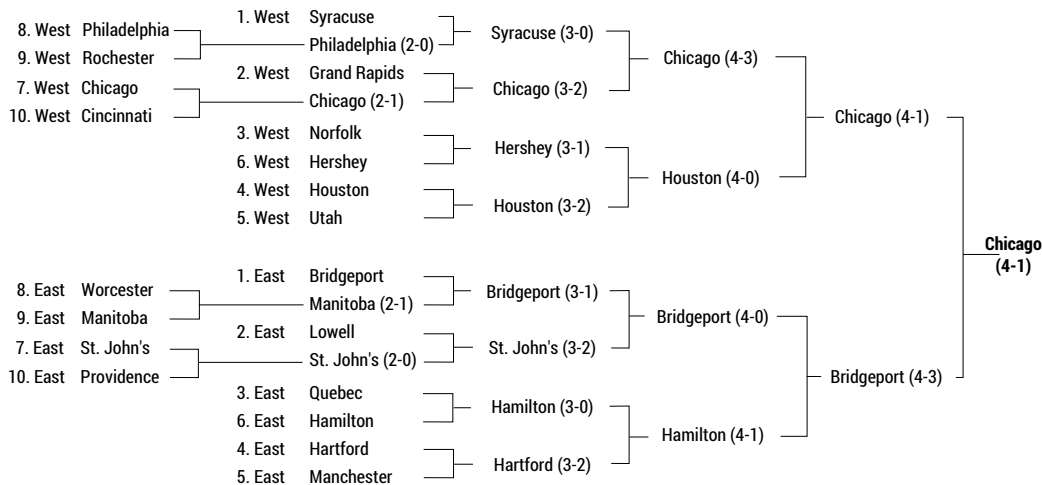 8. West Philadelphia
9. West Rochester
7. West Chicago
10. West Cincinnati
1. West Syracuse
Philadelphia (2-0)
2. West Grand Rapids
Chicago (2-1)
3. West Norfolk
6. West Hershey
4. West Houston
5. West Utah
Syracuse (3-0)
Chicago (3-2)
Hershey (3-1)
Houston (3-2)
Chicago (4-3)
Houston (4-0)
Chicago (4-1)
8. East Worcester
9. East Manitoba
7. East St. John's
10. East Providence
1. East Bridgeport
Manitoba (2-1)
2. East Lowell
St. John's (2-0)
3. East Quebec
6. East Hamilton
4. East Hartford
5. East Manchester
Bridgeport (3-1)
St. John's (3-2)
Hamilton (3-0)
Hartford (3-2)
Bridgeport (4-0)
Hamilton (4-1)
Bridgeport (4-3)
Chicago
(4-1)